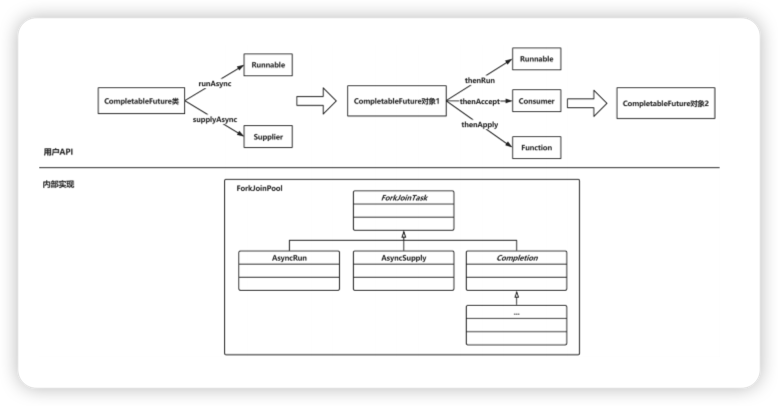 Runnable
runAsync
CompletableFuture类
supplyAsync
Supplier
CompletableFuture对象1
Runnable
thenRun
thenAccept
Consumer
thenApply
Function
CompletableFuture对象2
用户API
内部实现
ForkJoinPool
ForkJoinTask
AsyncRun
AsyncSupply
Completion
...